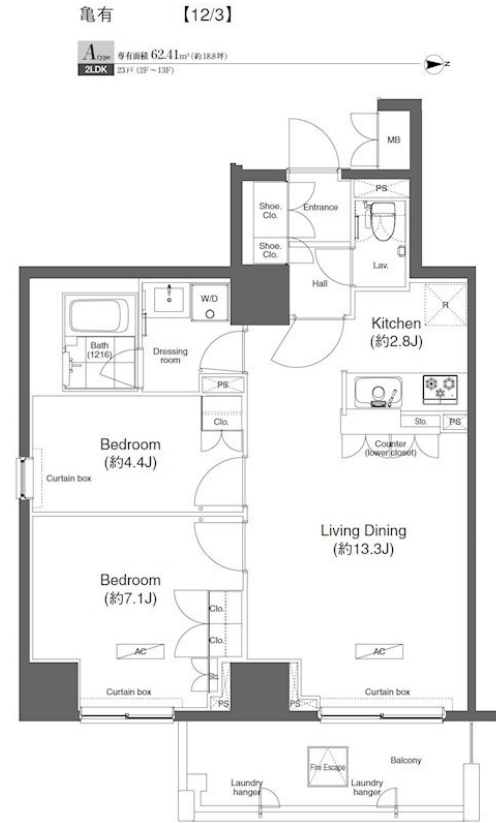 亀有 【12/3】
Atype 専有面積 62.41m²(約18.8坪)
2LDK 23戸(2F～13F)
N
MB
PS
Shoe. Clo.
Entrance
Shoe. Clo.
Lav.
Hall
W/D
R
Kitchen
(約2.8J)
Bath
(1216)
Dressing
room
PS
Clo.
Sto.
PS
Bedroom
(約4.4J)
Counter
(lower closet)
Curtain box
Living Dining
(約13.3J)
Bedroom
(約7.1J)
Clo.
Clo.
AC
AC
Sto.
Curtain box
PS
PS
Curtain box
Fire Escape
Balcony
Laundry
hanger
Laundry
hanger